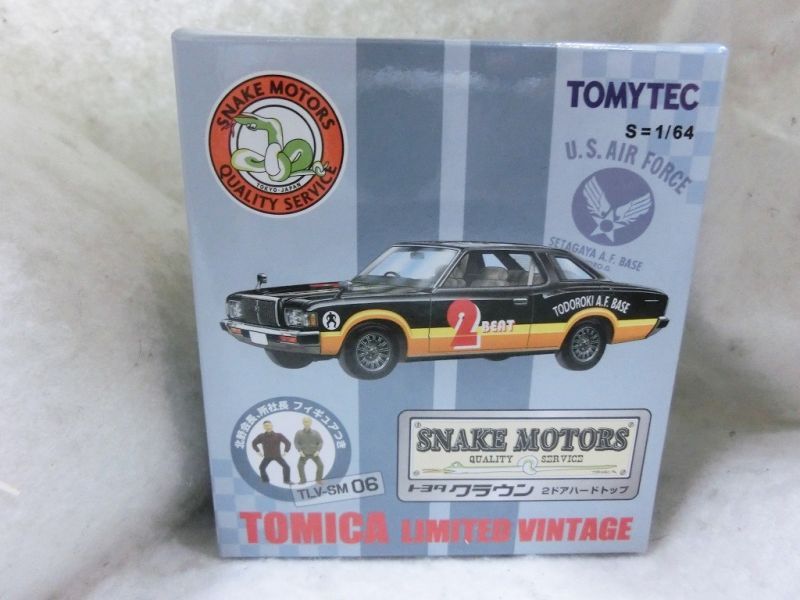 SNAKE MOTORS
TOKYO-JAPAN
QUALITY SERVICE
TOMYTEC
S=1/64
U.S. AIR FORCE
SETAGAYA A.F. BASE
2
BEAT
TODOROKI A.F. BASE
北野会長、所社長 フィギュアつき
TLV-SM 06
SNAKE MOTORS
QUALITY SERVICE
トヨタ クラウン 2ドアハードトップ
TOMICA LIMITED VINTAGE